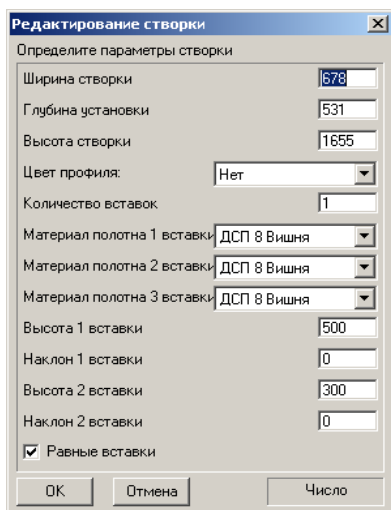 Редактирование створки
Определите параметры створки
Ширина створки 678
Глубина установки 531
Высота створки 1655
Цвет профиля: Нет
Количество вставок 1
Материал полотна 1 вставки ДСП 8 Вишня
Материал полотна 2 вставки ДСП 8 Вишня
Материал полотна 3 вставки ДСП 8 Вишня
Высота 1 вставки 500
Наклон 1 вставки 0
Высота 2 вставки 300
Наклон 2 вставки 0
Равные вставки
OK Отмена Число